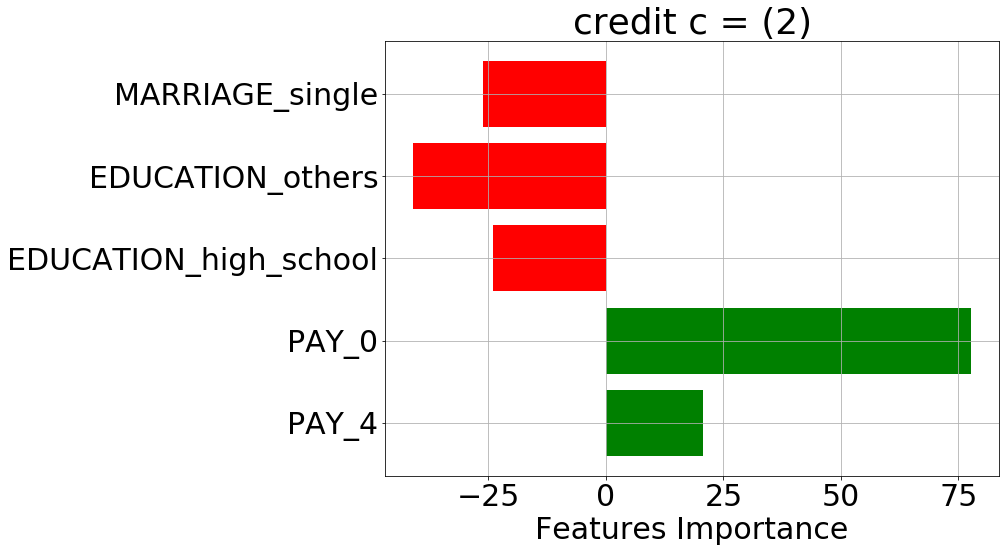 credit c = (2)
MARRIAGE_single
EDUCATION_others
EDUCATION_high_school
PAY_0
PAY_4
−25 0 25 50 75
Features Importance